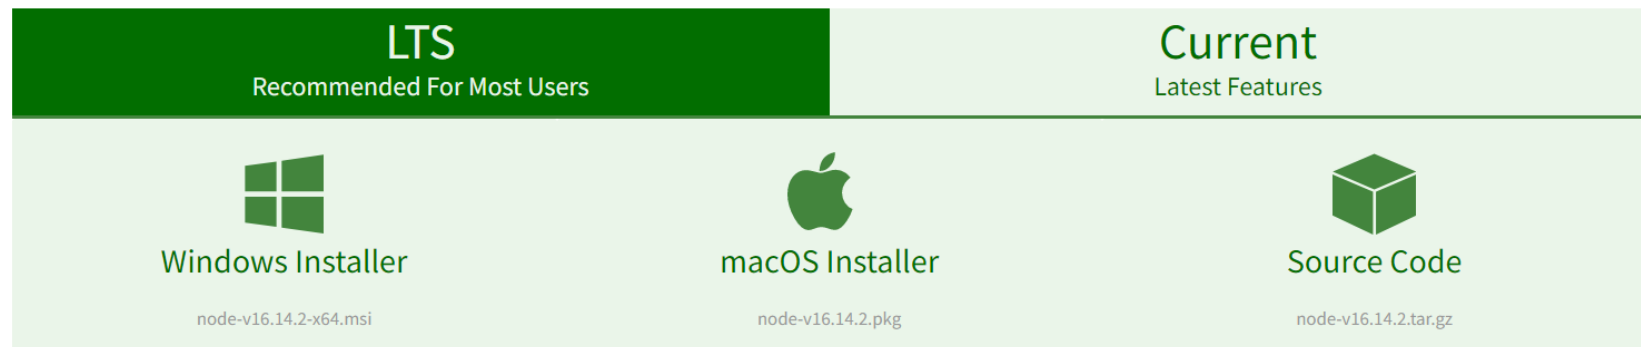 LTS
Recommended For Most Users
Current
Latest Features
Windows Installer
node-v16.14.2-x64.msi
macOS Installer
node-v16.14.2.pkg
Source Code
node-v16.14.2.tar.gz